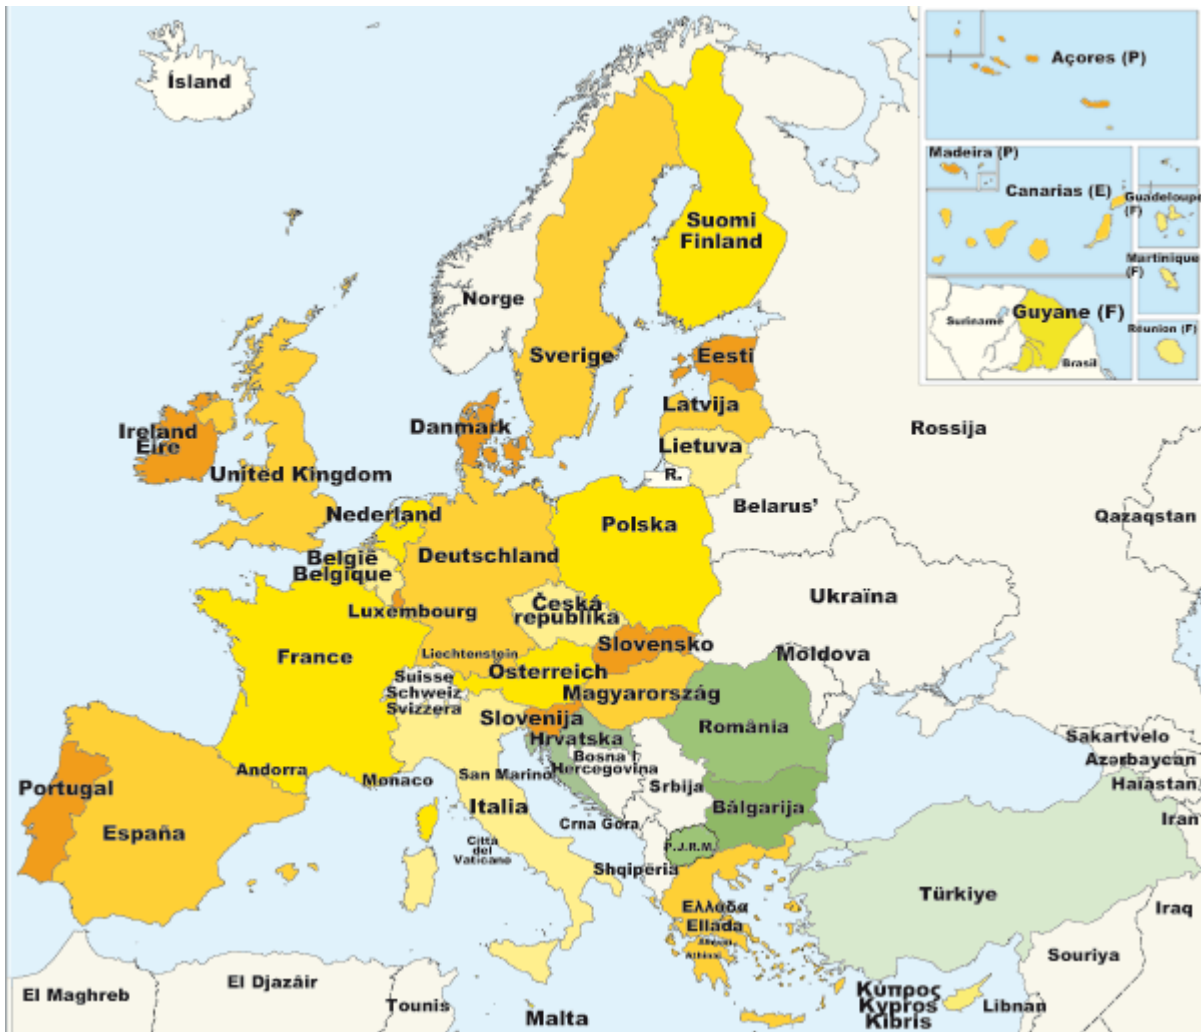 Ísland
Açores (P)
Madeira (P)
Canarias (E)
Guadeloupe
(F)
Martinique
(F)
Suriname
Guyane (F)
Réunion (F)
Brasil
Suomi
Finland
Norge
Sverige
Eesti
Latvija
Lietuva
R.
Danmark
Ireland
Eire
United Kingdom
Rossija
Belarus'
Qazaqstan
Nederland
Polska
België
Belgique
Deutschland
Luxembourg
Česká
republika
Ukraïna
Slovensko
Moldova
France
Liechtenstein
Österreich
Suisse
Schweiz
Svizzera
Magyarország
Slovenija
România
Hrvatska
Bosna I
Hercegovina
Sakartvelo
Azərbaycan
Haiastan
Iran
Andorra
Monaco
San Marino
Srbija
Portugal
España
Italia
Bálgarija
Crna Gora
Città
del
Vaticano
P.J.R.M.
Shqipëria
Türkiye
Iraq
Ελλάδα
Ellada
Athinai
Souriya
El Maghreb
El Djazâir
Tounis
Malta
Κύπρος
Kypros
Kibris
Libnan